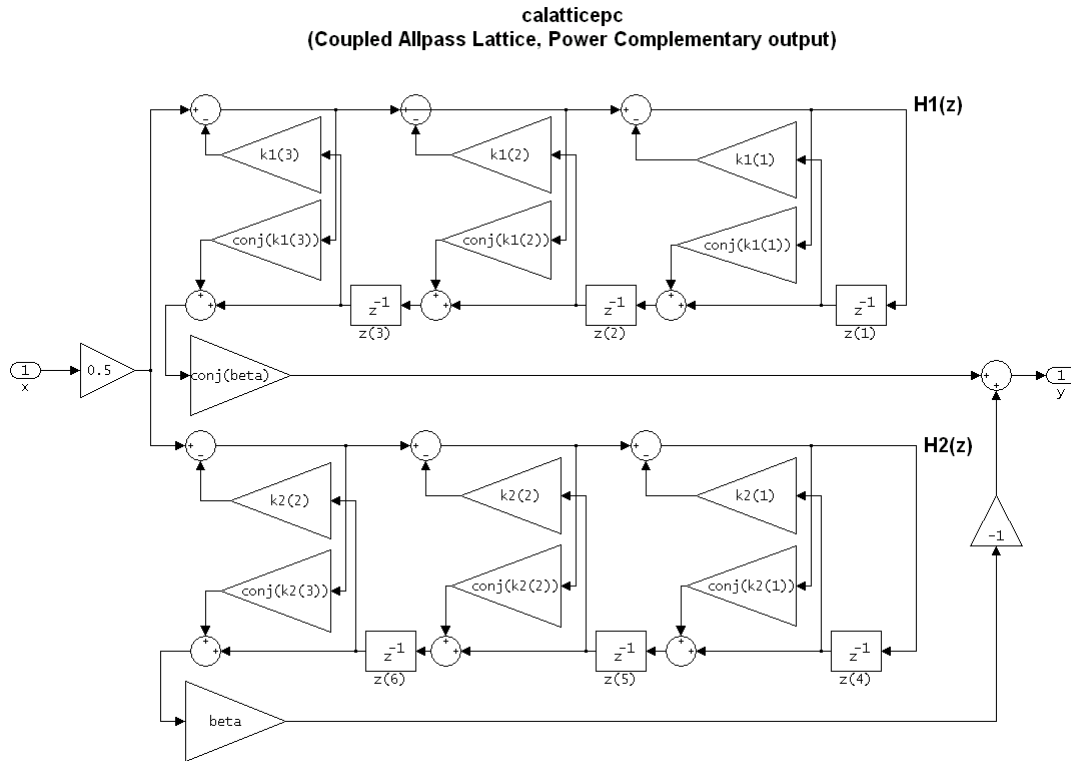 calatticepc
(Coupled Allpass Lattice, Power Complementary output)
H1(z)
+
−
+
−
+
−
k1(3)
k1(2)
k1(1)
conj(k1(3))
conj(k1(2))
conj(k1(1))
+
+
+
+
+
+
z-1
z-1
z-1
z(3)
z(2)
z(1)
1
x
0.5
conj(beta)
+
+
1
y
H2(z)
+
−
+
−
+
−
k2(2)
k2(2)
k2(1)
-1
conj(k2(3))
conj(k2(2))
conj(k2(1))
+
+
+
+
+
+
z-1
z-1
z-1
z(6)
z(5)
z(4)
beta